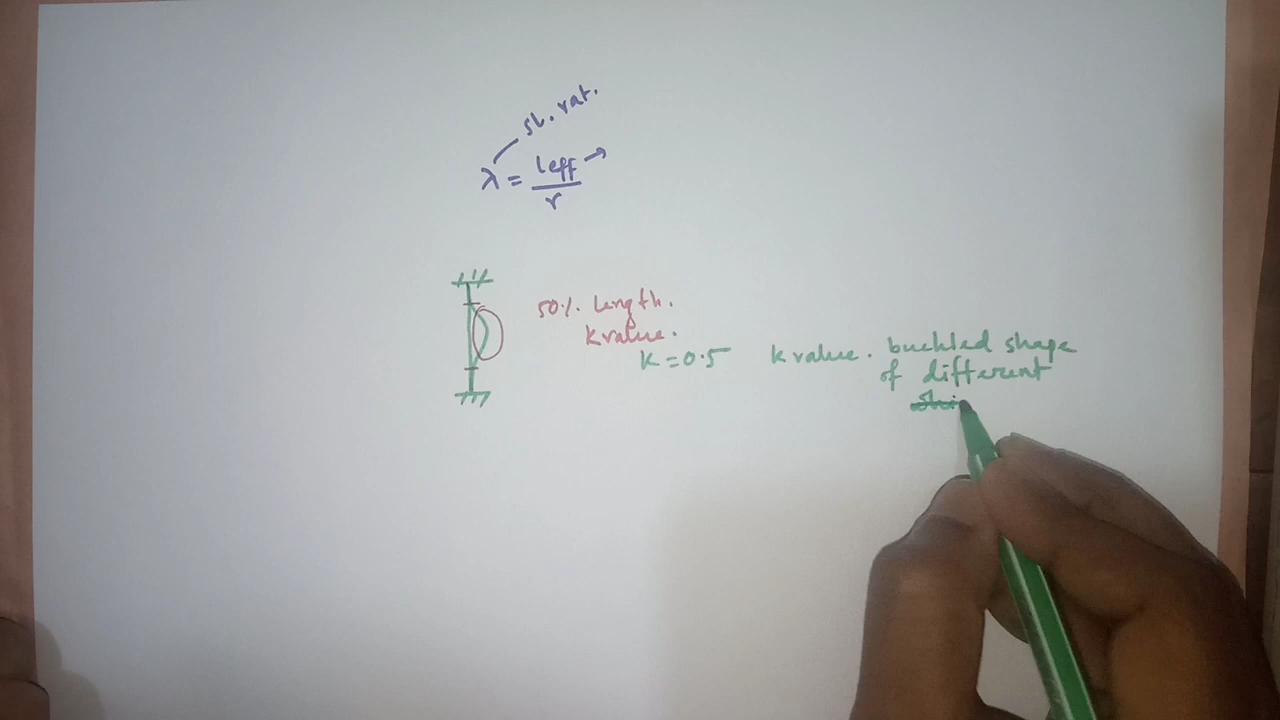 sl. rat.
λ = leff →
r
50%. Length.
K value.
K = 0.5
K value. buckled shape
of different